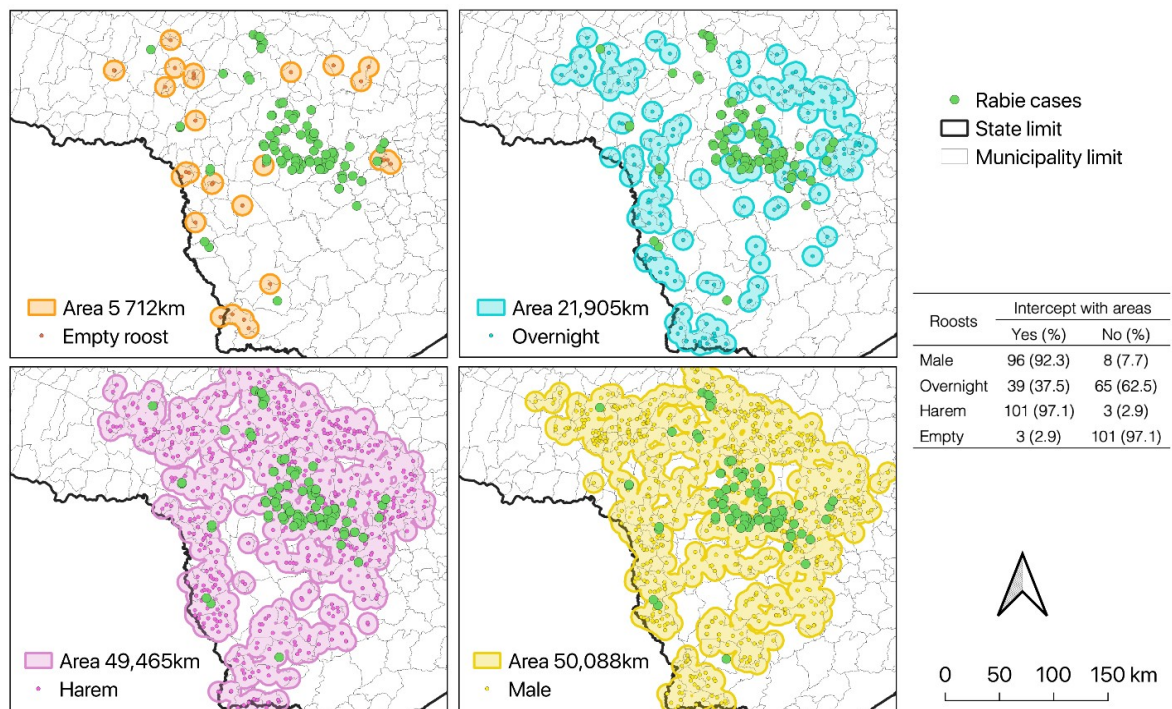 Area 5 712km
Empty roost
Area 21,905km
Overnight
Rabie cases
State limit
Municipality limit
Roosts Intercept with areas
Yes (%) No (%)
Male 96 (92.3) 8 (7.7)
Overnight 39 (37.5) 65 (62.5)
Harem 101 (97.1) 3 (2.9)
Empty 3 (2.9) 101 (97.1)
Area 49,465km
Harem
Area 50,088km
Male
0 50 100 150 km